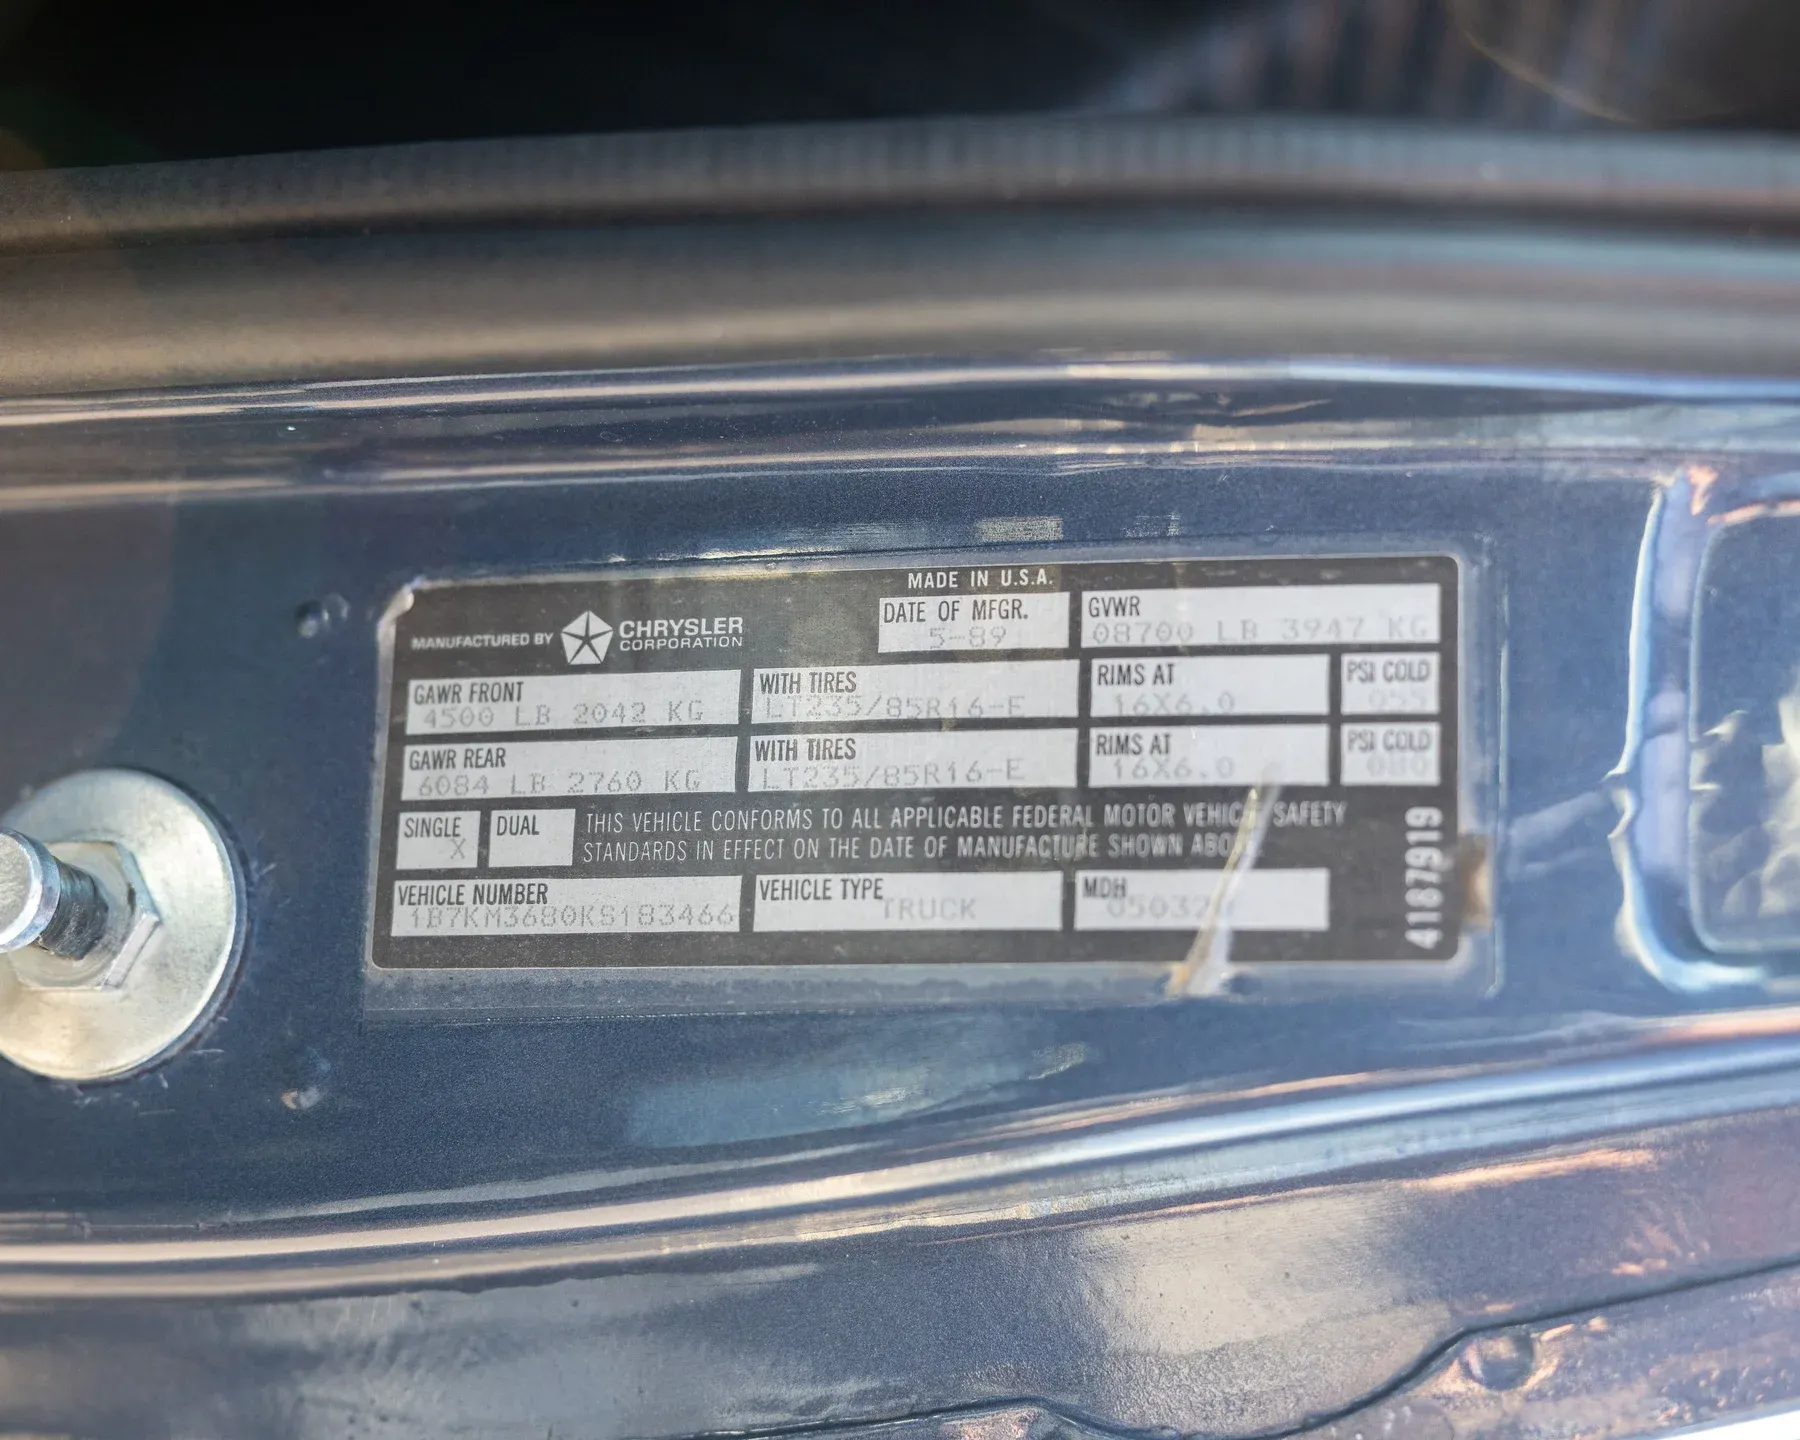 MADE IN U.S.A.
MANUFACTURED BY CHRYSLER CORPORATION
DATE OF MFGR. 5-89
GVWR 08700 LB 3947 KG
GAWR FRONT 4500 LB 2042 KG
WITH TIRES LT235/85R16-E
RIMS AT 16X6.0
PSI COLD 055
GAWR REAR 6084 LB 2760 KG
WITH TIRES LT235/85R16-E
RIMS AT 16X6.0
PSI COLD 080
SINGLE X
DUAL
THIS VEHICLE CONFORMS TO ALL APPLICABLE FEDERAL MOTOR VEHICLE SAFETY
STANDARDS IN EFFECT ON THE DATE OF MANUFACTURE SHOWN ABOVE
VEHICLE NUMBER 1B7KM3680KS183466
VEHICLE TYPE TRUCK
MDH
4187919